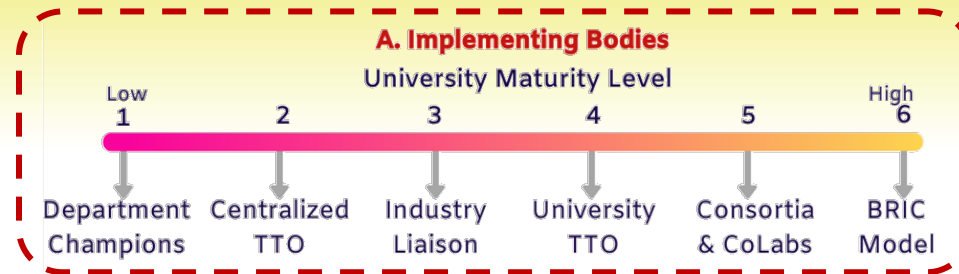 A. Implementing Bodies
University Maturity Level
Low High
1 2 3 4 5 6
Department Centralized Industry University Consortia BRIC
Champions TTO Liaison TTO & CoLabs Model